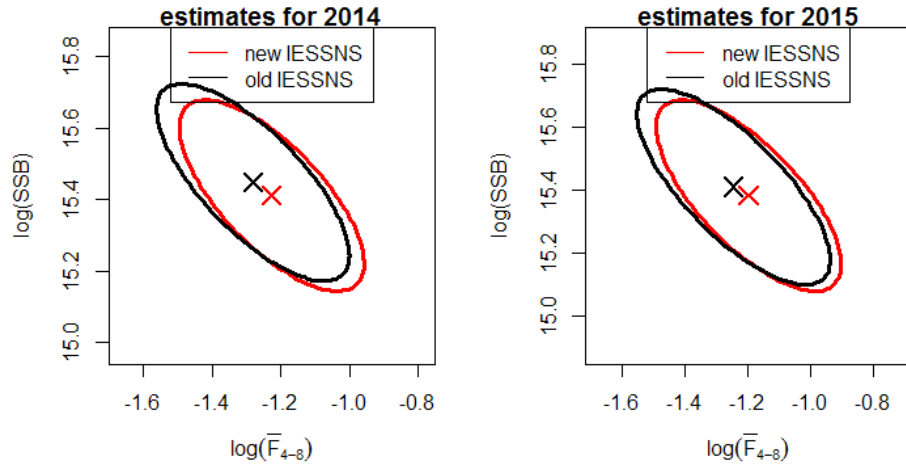 estimates for 2014
new IESSNS
old IESSNS
log(SSB)
15.8
15.6
15.4
15.2
15.0
-1.6
-1.4
-1.2
-1.0
-0.8
log(F̅₄₋₈)
estimates for 2015
new IESSNS
old IESSNS
log(SSB)
15.8
15.6
15.4
15.2
15.0
-1.6
-1.4
-1.2
-1.0
-0.8
log(F̅₄₋₈)